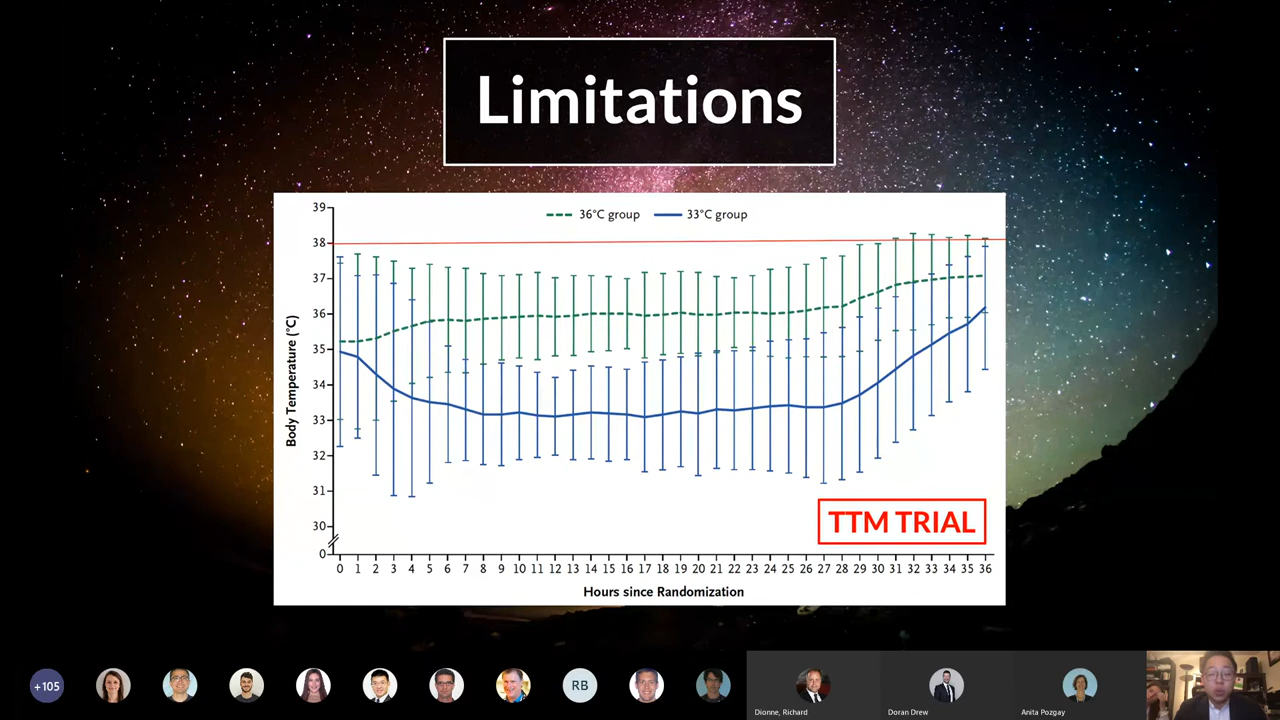 Limitations
36°C group
33°C group
39
38
37
36
35
34
33
32
31
30
0
Body Temperature (°C)
TTM TRIAL
0 1 2 3 4 5 6 7 8 9 10 11 12 13 14 15 16 17 18 19 20 21 22 23 24 25 26 27 28 29 30 31 32 33 34 35 36
Hours since Randomization
+105
RB
Dionne, Richard
Doran Drew
Anita Pozgay